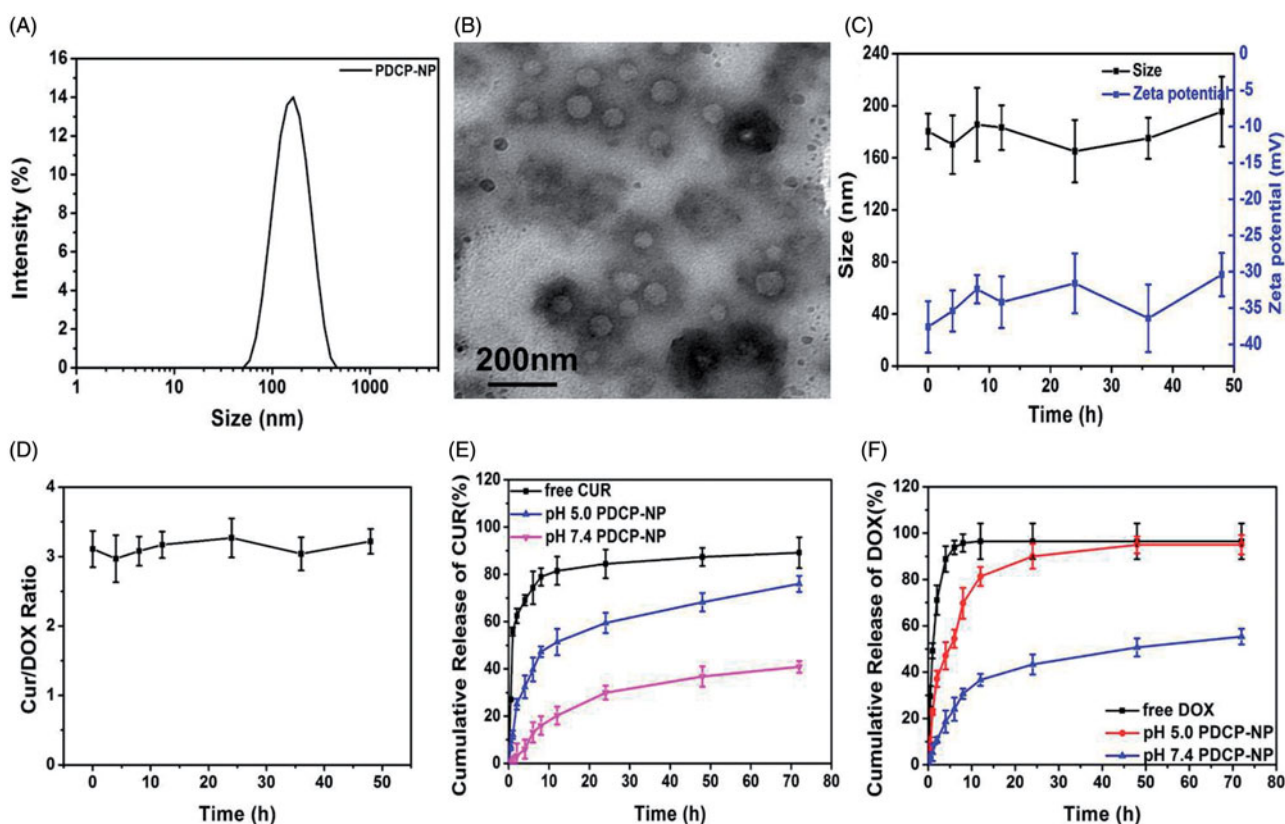 (A)
16
14
12
10
8
6
4
2
0
Intensity (%)
PDCP-NP
1 10 100 1000
Size (nm)
(B)
200nm
(C)
240
200
160
120
80
40
0
Size (nm)
Size
Zeta potential
0
-5
-10
-15
-20
-25
-30
-35
-40
Zeta potential (mV)
0 10 20 30 40 50
Time (h)
(D)
4
3
2
1
0
Cur/DOX Ratio
0 10 20 30 40 50
Time (h)
(E)
120
100
80
60
40
20
0
Cumulative Release of CUR(%)
free CUR
pH 5.0 PDCP-NP
pH 7.4 PDCP-NP
0 10 20 30 40 50 60 70 80
Time (h)
(F)
120
100
80
60
40
20
0
Cumulative Release of DOX(%)
free DOX
pH 5.0 PDCP-NP
pH 7.4 PDCP-NP
0 10 20 30 40 50 60 70 80
Time (h)